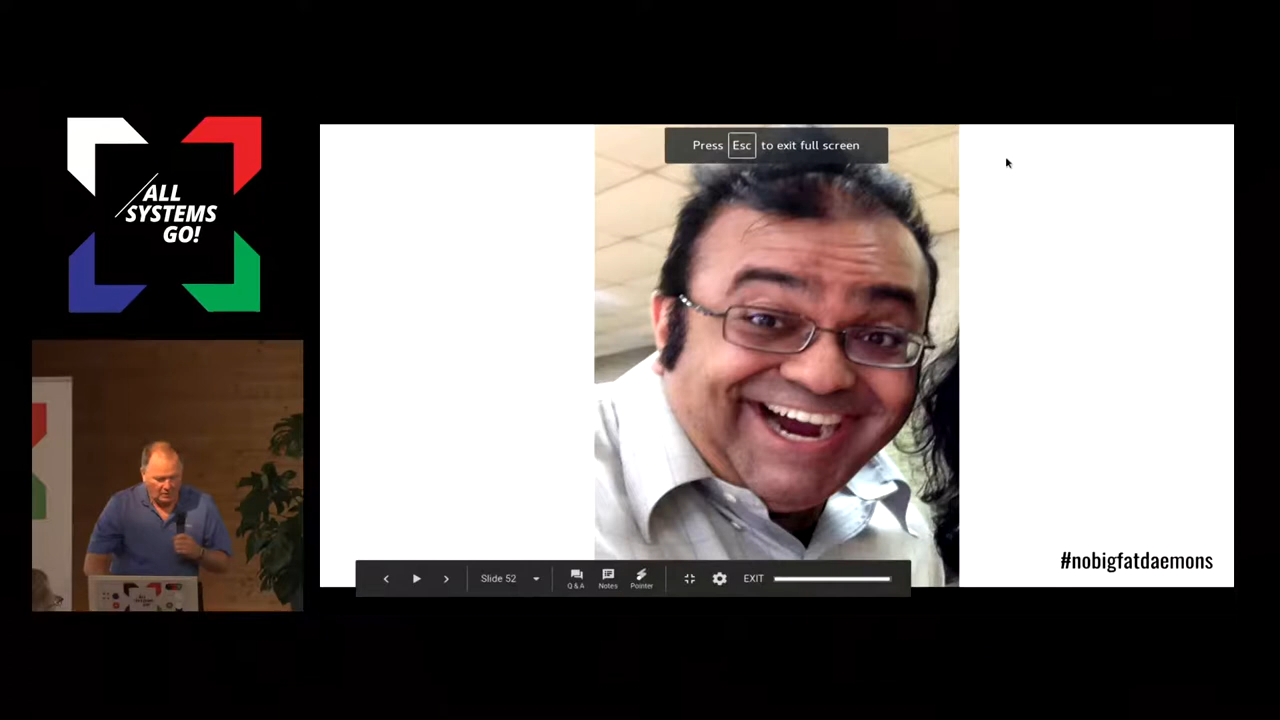 ALL
SYSTEMS
GO!
Press Esc to exit full screen
#nobigfatdaemons
Slide 52
Q & A
Notes
Pointer
EXIT